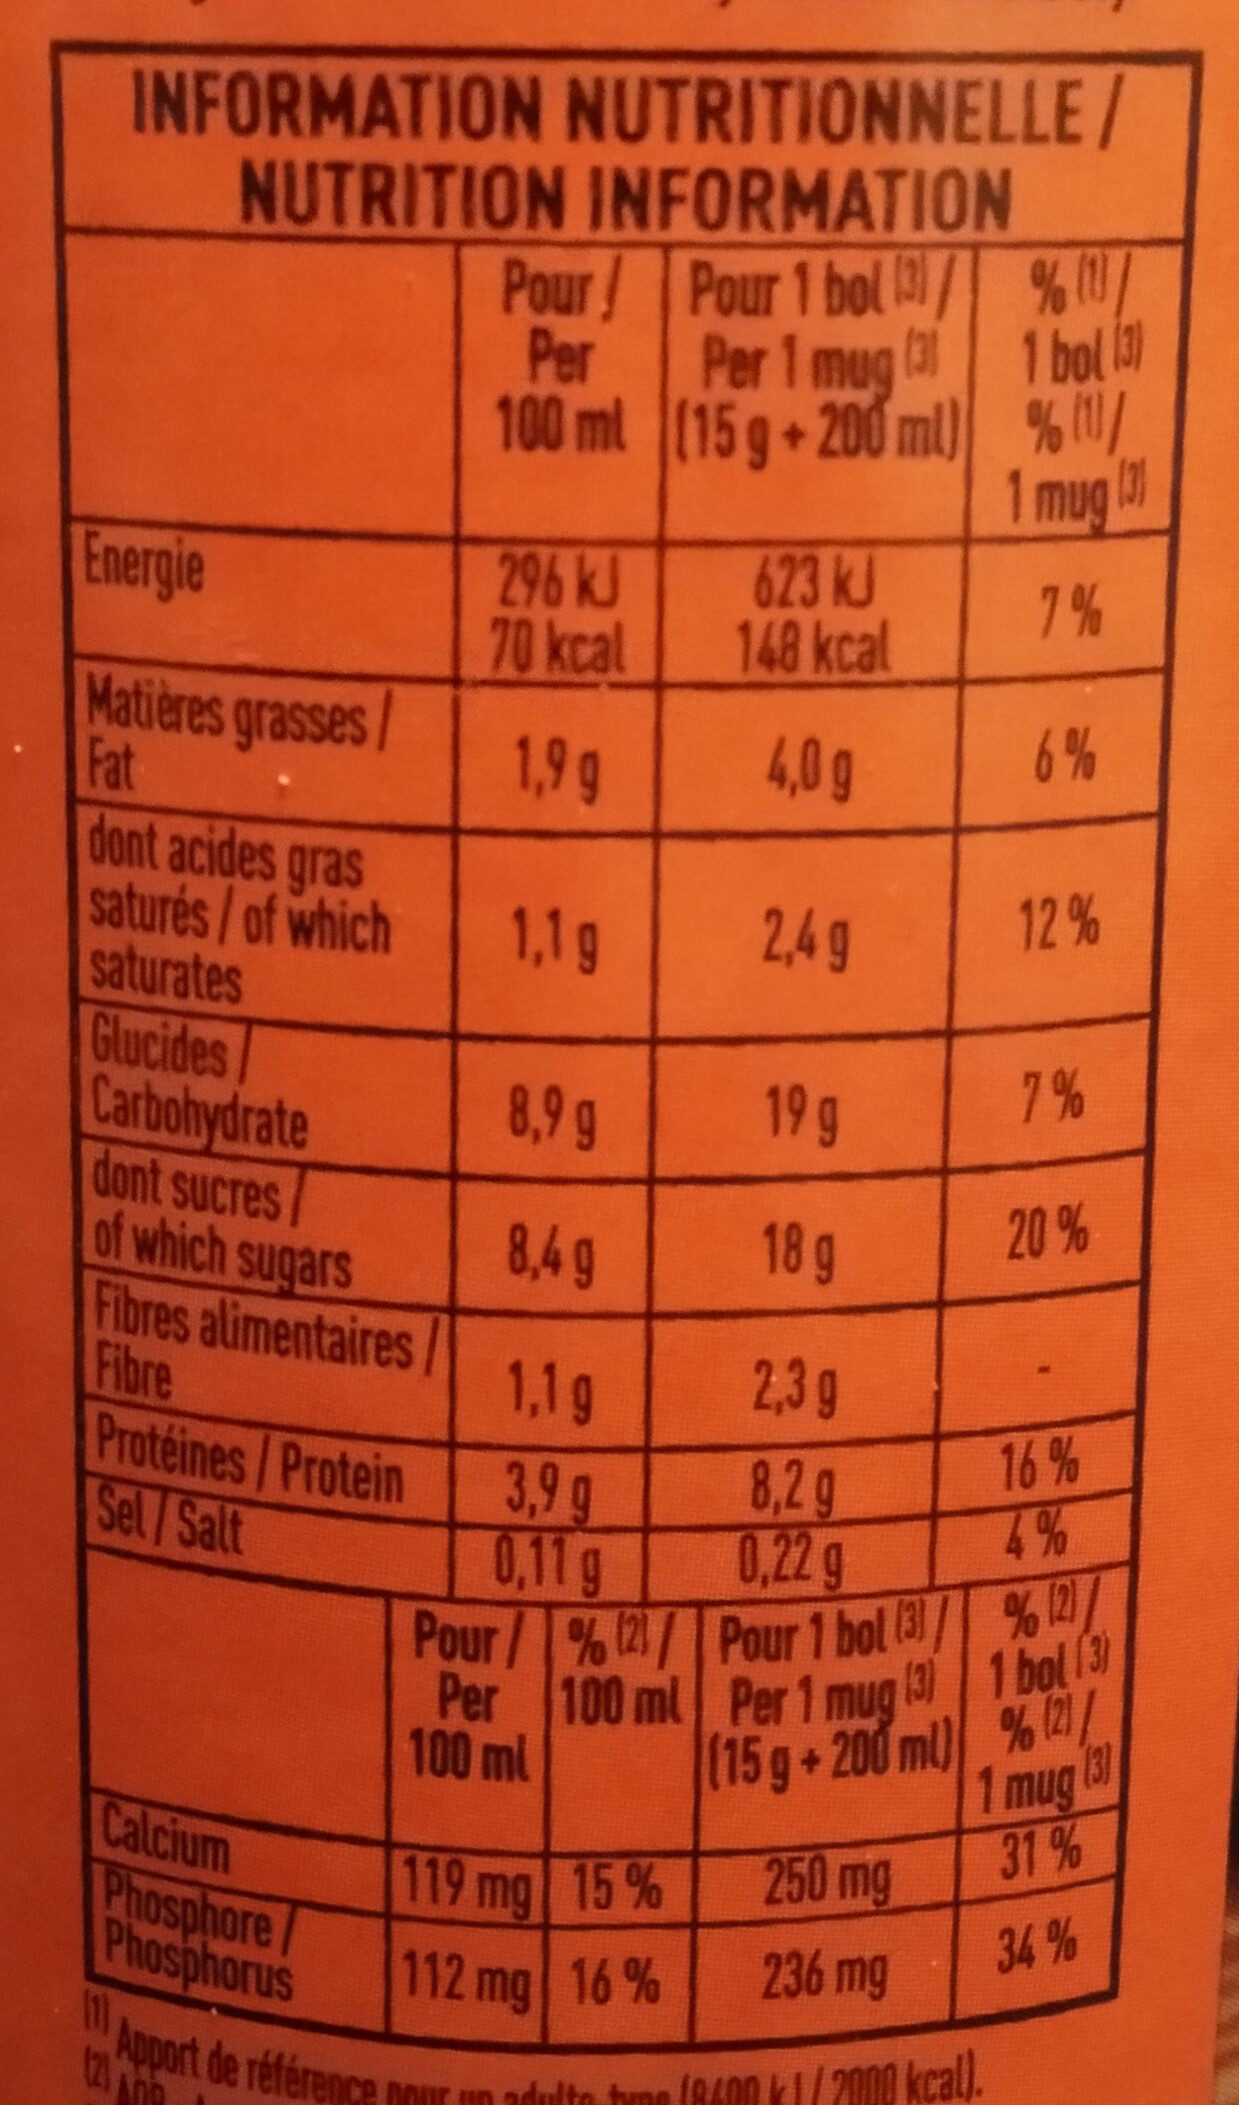 INFORMATION NUTRITIONNELLE /
NUTRITION INFORMATION
Pour / Per 100 ml | Pour 1 bol (3) / Per 1 mug (3) (15 g + 200 ml) | % (1) / 1 bol (3) % (1) / 1 mug (3)
Energie | 296 kJ 70 kcal | 623 kJ 148 kcal | 7 %
Matières grasses / Fat | 1,9 g | 4,0 g | 6 %
dont acides gras saturés / of which saturates | 1,1 g | 2,4 g | 12 %
Glucides / Carbohydrate | 8,9 g | 19 g | 7 %
dont sucres / of which sugars | 8,4 g | 18 g | 20 %
Fibres alimentaires / Fibre | 1,1 g | 2,3 g | -
Protéines / Protein | 3,9 g | 8,2 g | 16 %
Sel / Salt | 0,11 g | 0,22 g | 4 %
Pour / Per 100 ml | % (2) / 100 ml | Pour 1 bol (3) / Per 1 mug (3) (15 g + 200 ml) | % (2) / 1 bol (3) % (2) / 1 mug (3)
Calcium | 119 mg | 15 % | 250 mg | 31 %
Phosphore / Phosphorus | 112 mg | 16 % | 236 mg | 34 %
(1) Apport de référence pour un adulte type (8400 kJ / 2000 kcal).
(2)